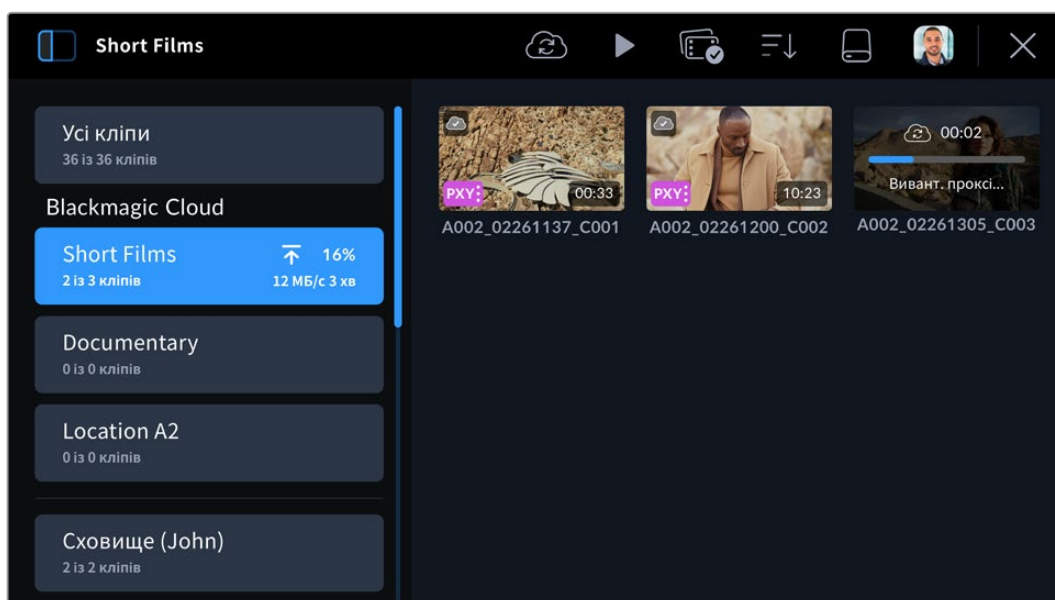 Short Films
Усі кліпи
36 із 36 кліпів
Blackmagic Cloud
Short Films 16%
2 із 3 кліпів 12 МБ/с 3 хв
Documentary
0 із 0 кліпів
Location A2
0 із 0 кліпів
Сховище (John)
2 із 2 кліпів
PXY 00:33
A002_02261137_C001
PXY 10:23
A002_02261200_C002
00:02
Вивант. проксі...
A002_02261305_C003